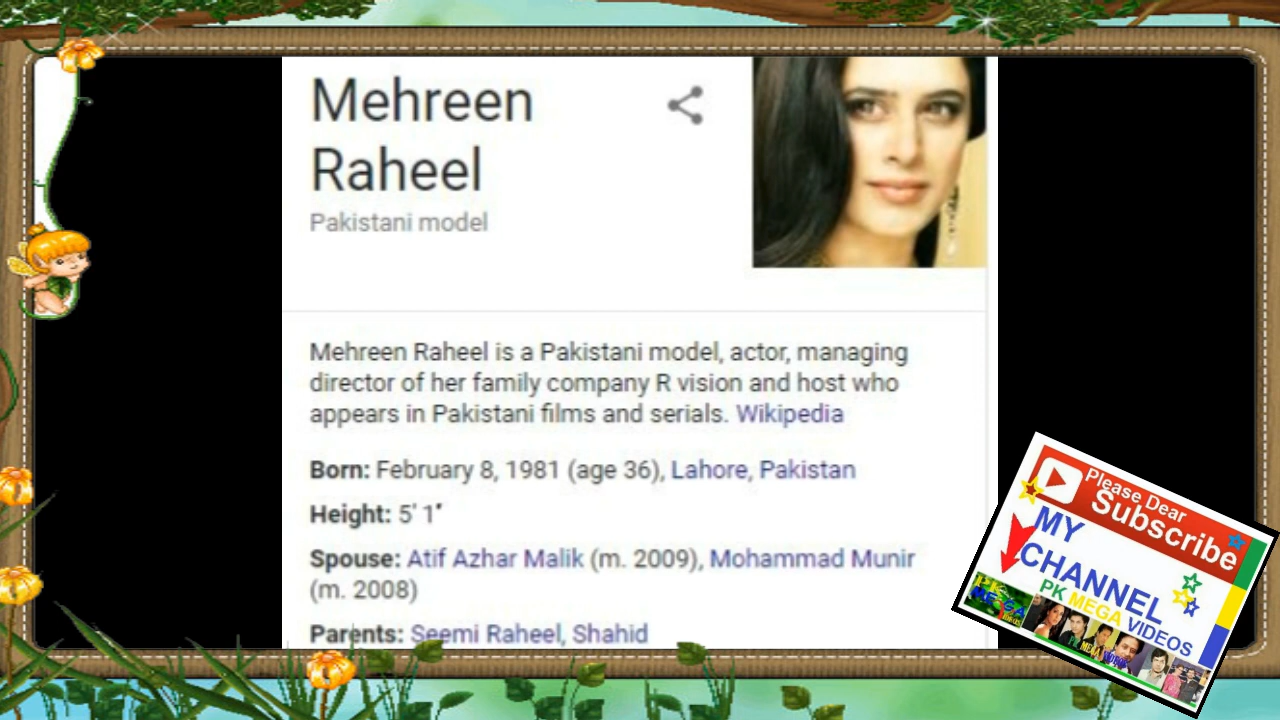 Mehreen
Raheel
Pakistani model
Mehreen Raheel is a Pakistani model, actor, managing
director of her family company R vision and host who
appears in Pakistani films and serials. Wikipedia
Born: February 8, 1981 (age 36), Lahore, Pakistan
Height: 5' 1"
Spouse: Atif Azhar Malik (m. 2009), Mohammad Munir
(m. 2008)
Parents: Seemi Raheel, Shahid
Please Dear
Subscribe
MY
CHANNEL
PK MEGA VIDEOS